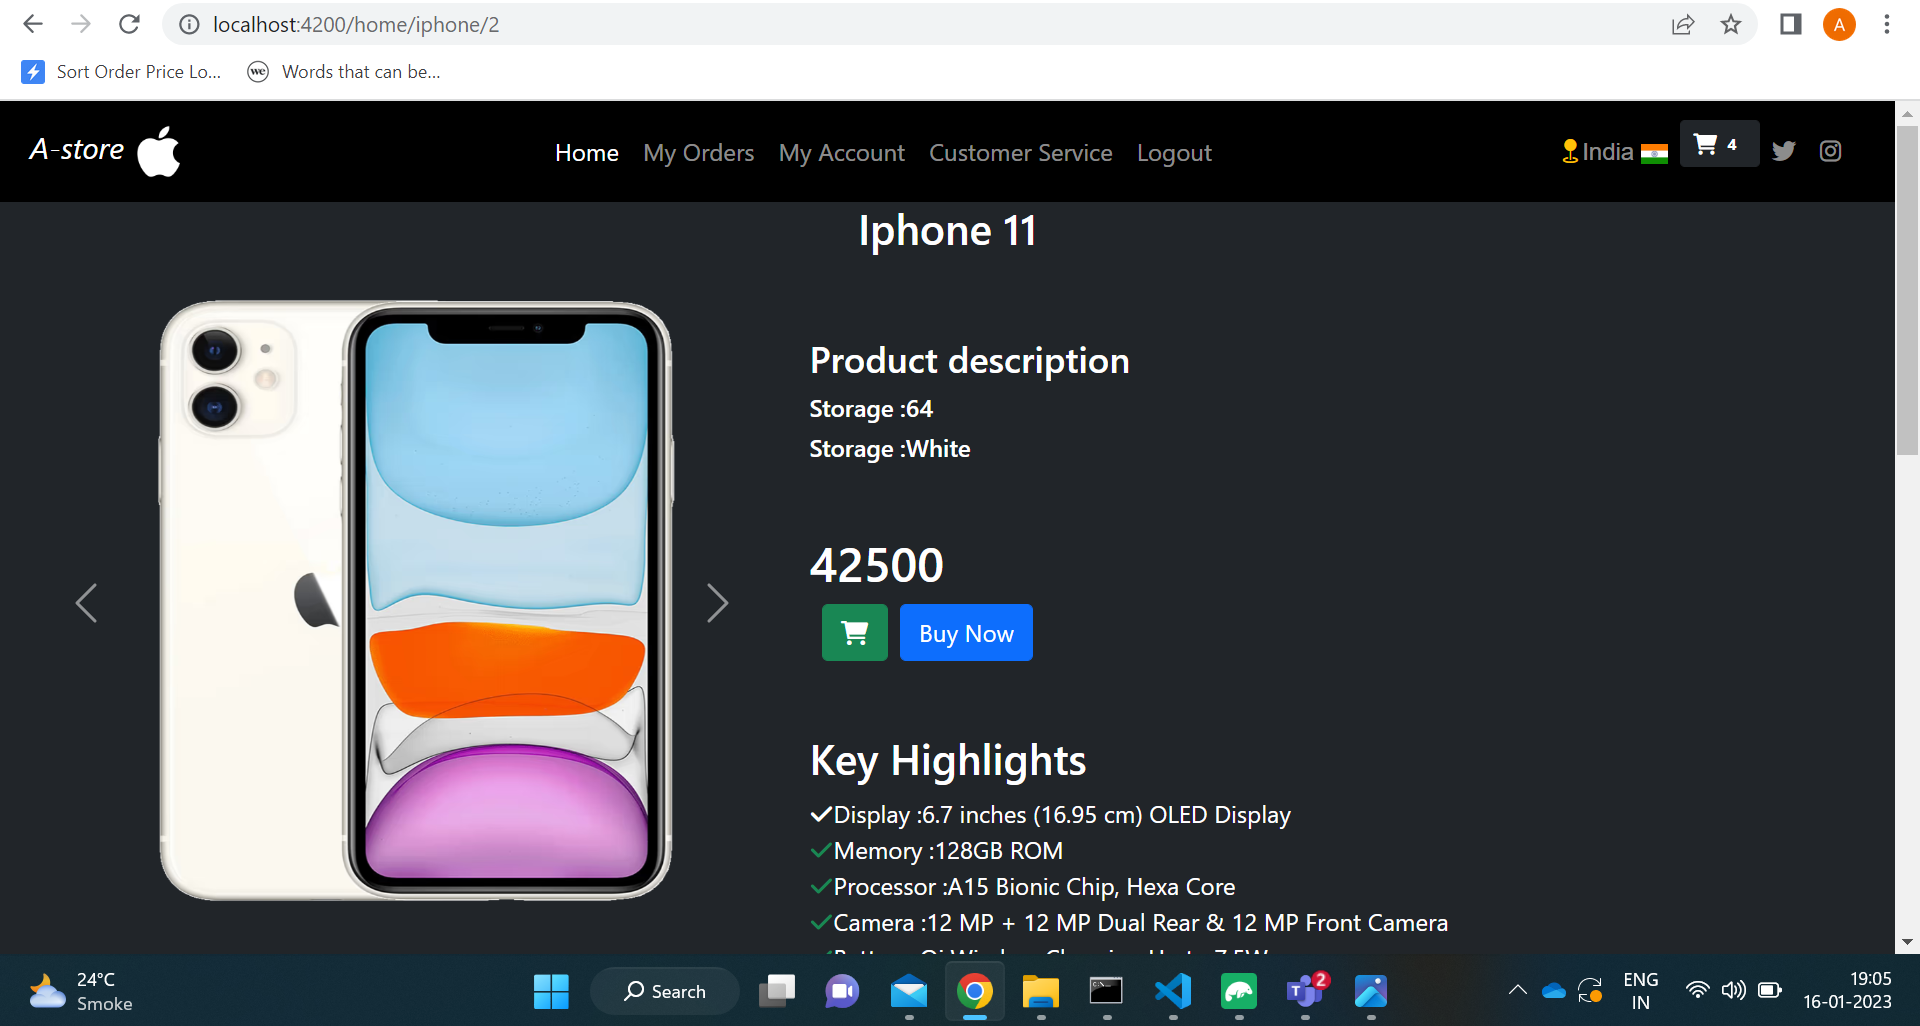 localhost:4200/home/iphone/2
A
Sort Order Price Lo...
we
Words that can be...
A-store
Home
My Orders
My Account
Customer Service
Logout
India
4
Iphone 11
Product description
Storage :64
Storage :White
42500
Buy Now
Key Highlights
Display :6.7 inches (16.95 cm) OLED Display
Memory :128GB ROM
Processor :A15 Bionic Chip, Hexa Core
Camera :12 MP + 12 MP Dual Rear & 12 MP Front Camera
24°C
Smoke
Search
C:\
T
2
ENG
IN
19:05
16-01-2023